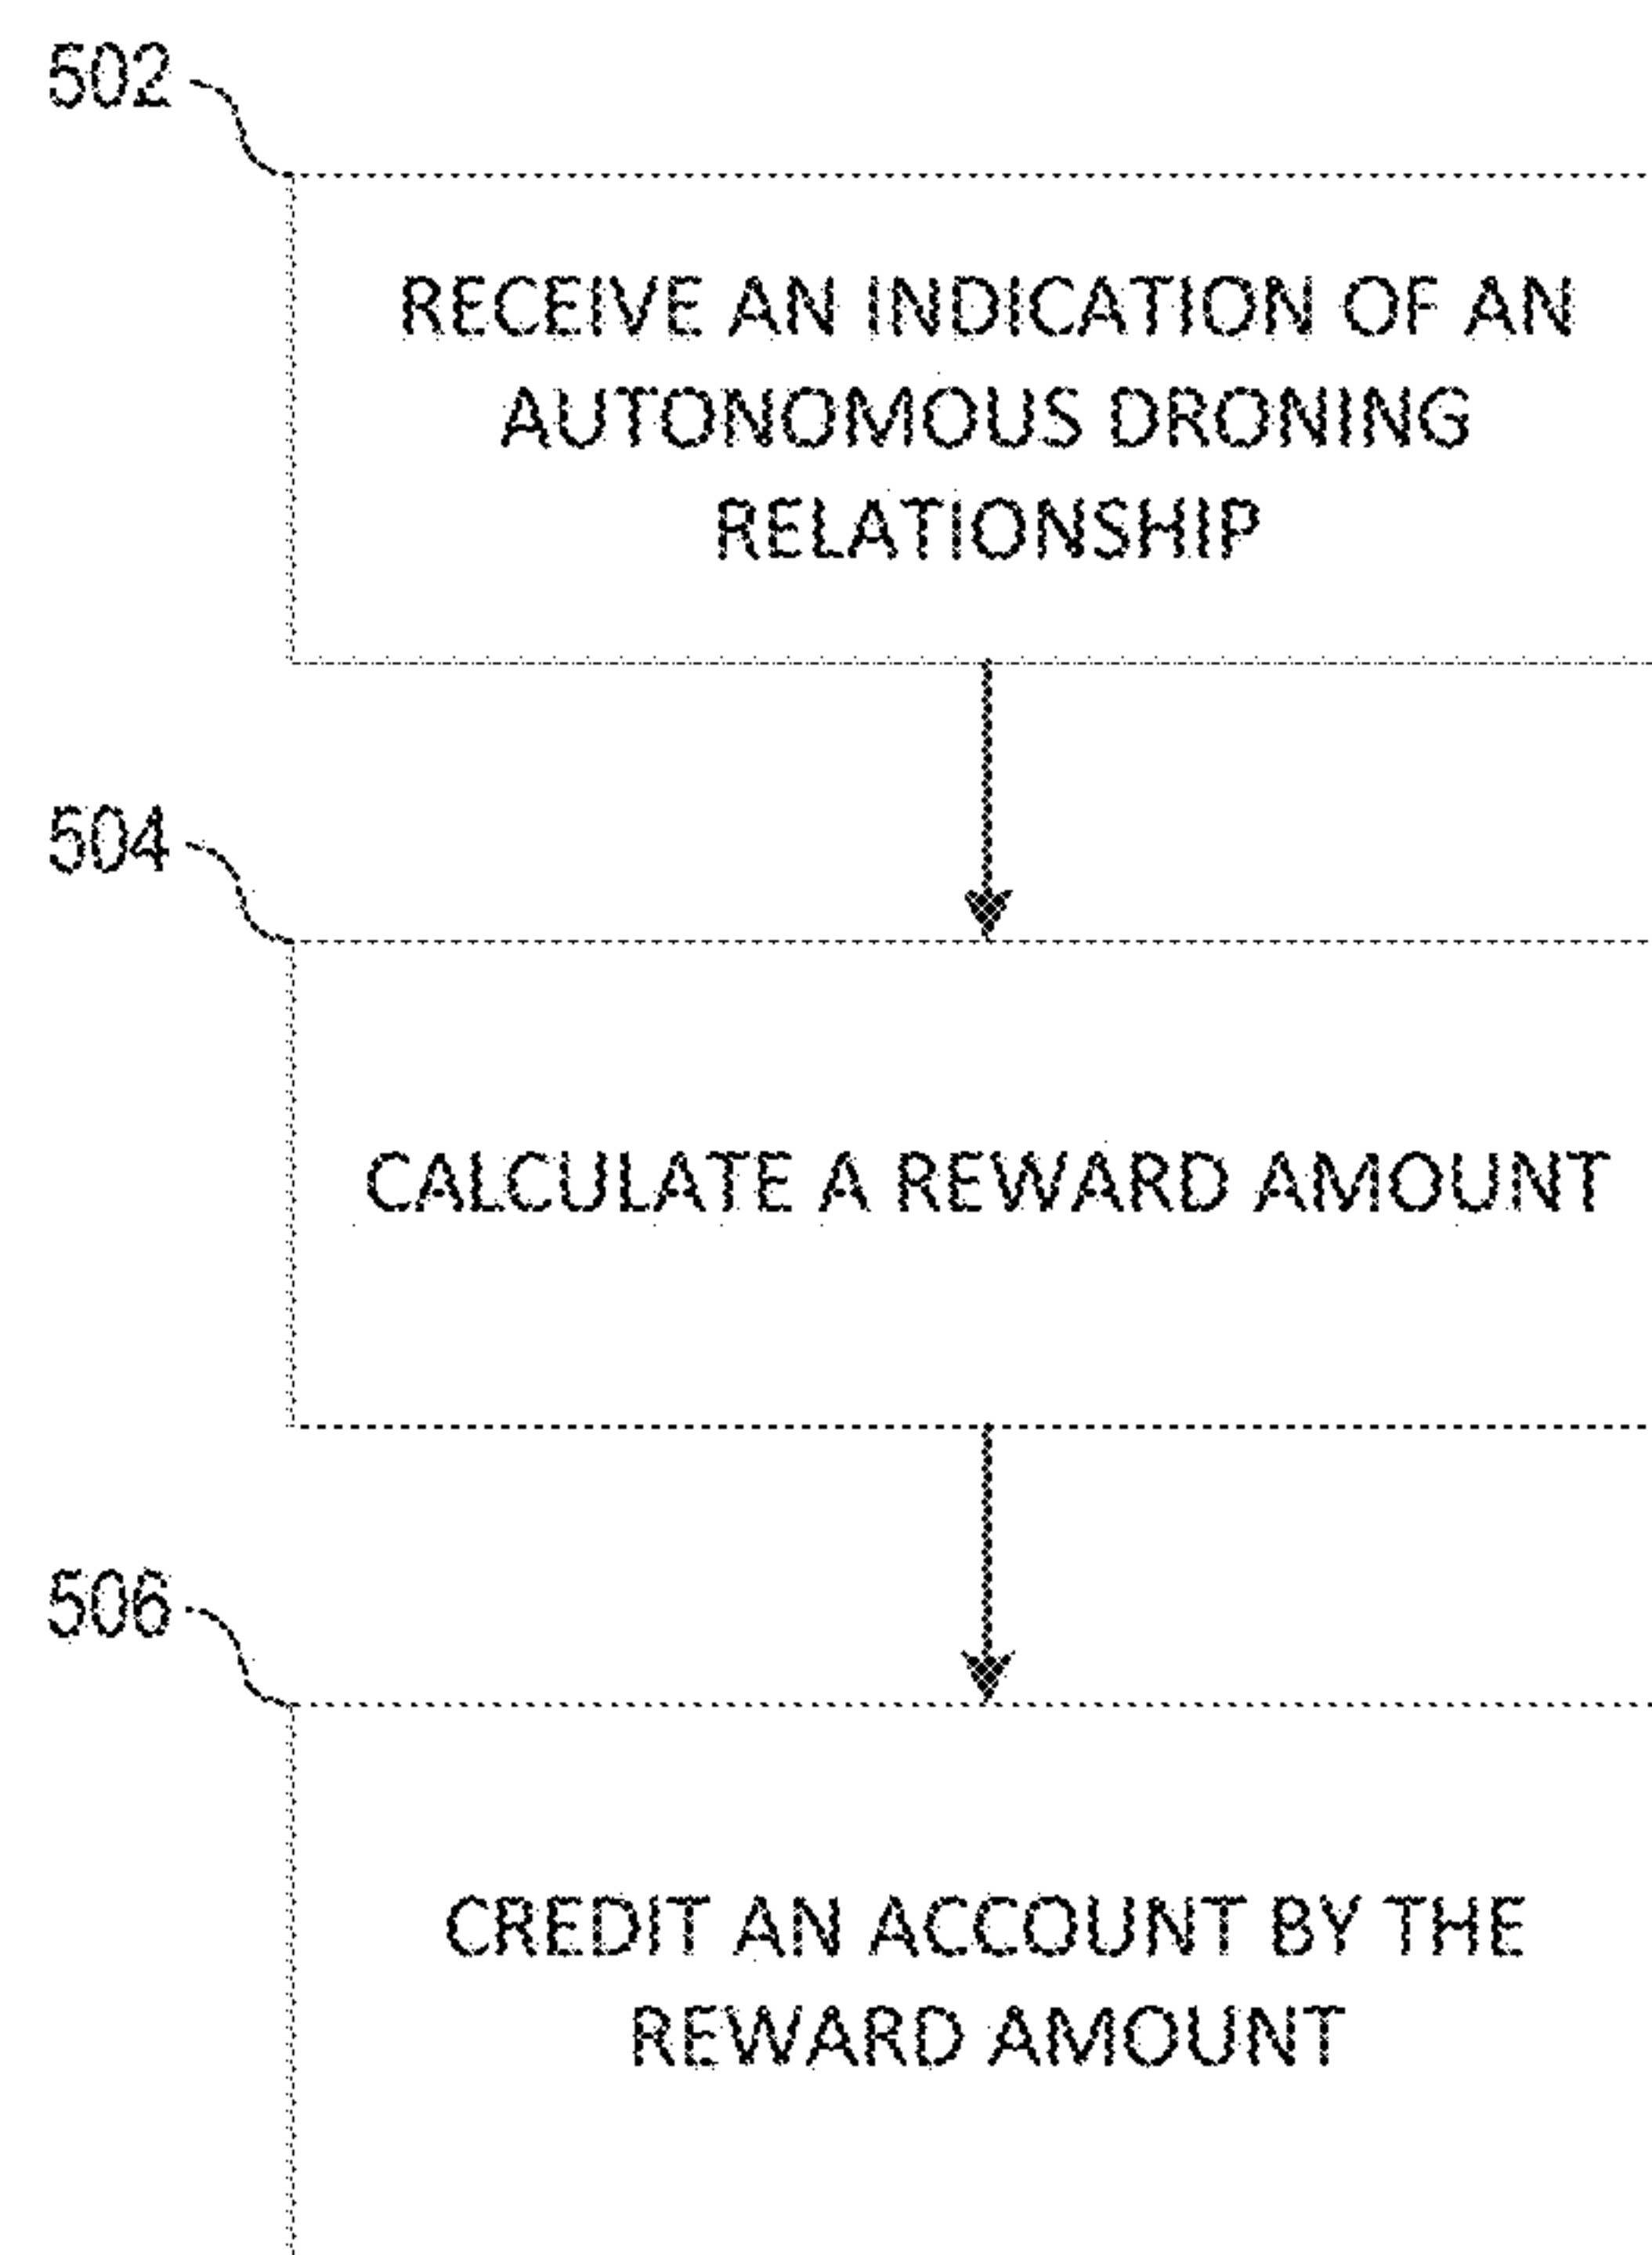 502
RECEIVE AN INDICATION OF AN
AUTONOMOUS DRONING
RELATIONSHIP
504
CALCULATE A REWARD AMOUNT
506
CREDIT AN ACCOUNT BY THE
REWARD AMOUNT